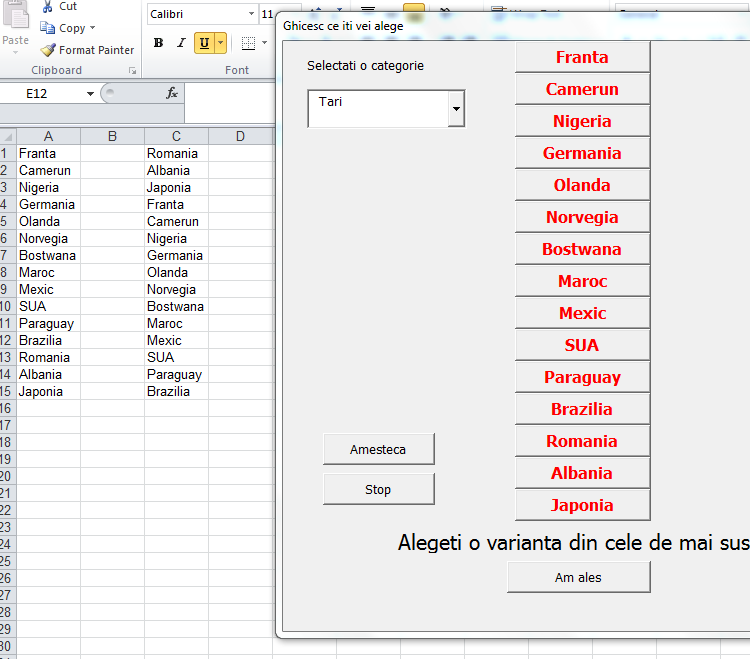 Cut
Copy
Paste
Format Painter
Clipboard
Calibri
11
B I U
Font
E12
fx
A B C D
1 Franta Romania
2 Camerun Albania
3 Nigeria Japonia
4 Germania Franta
5 Olanda Camerun
6 Norvegia Nigeria
7 Bostwana Germania
8 Maroc Olanda
9 Mexic Norvegia
10 SUA Bostwana
11 Paraguay Maroc
12 Brazilia Mexic
13 Romania SUA
14 Albania Paraguay
15 Japonia Brazilia
16
17
18
19
20
21
22
23
24
25
26
27
28
29
30
Ghicesc ce iti vei alege
Selectati o categorie
Tari
Franta
Camerun
Nigeria
Germania
Olanda
Norvegia
Bostwana
Maroc
Mexic
SUA
Paraguay
Brazilia
Romania
Albania
Japonia
Amesteca
Stop
Alegeti o varianta din cele de mai sus
Am ales